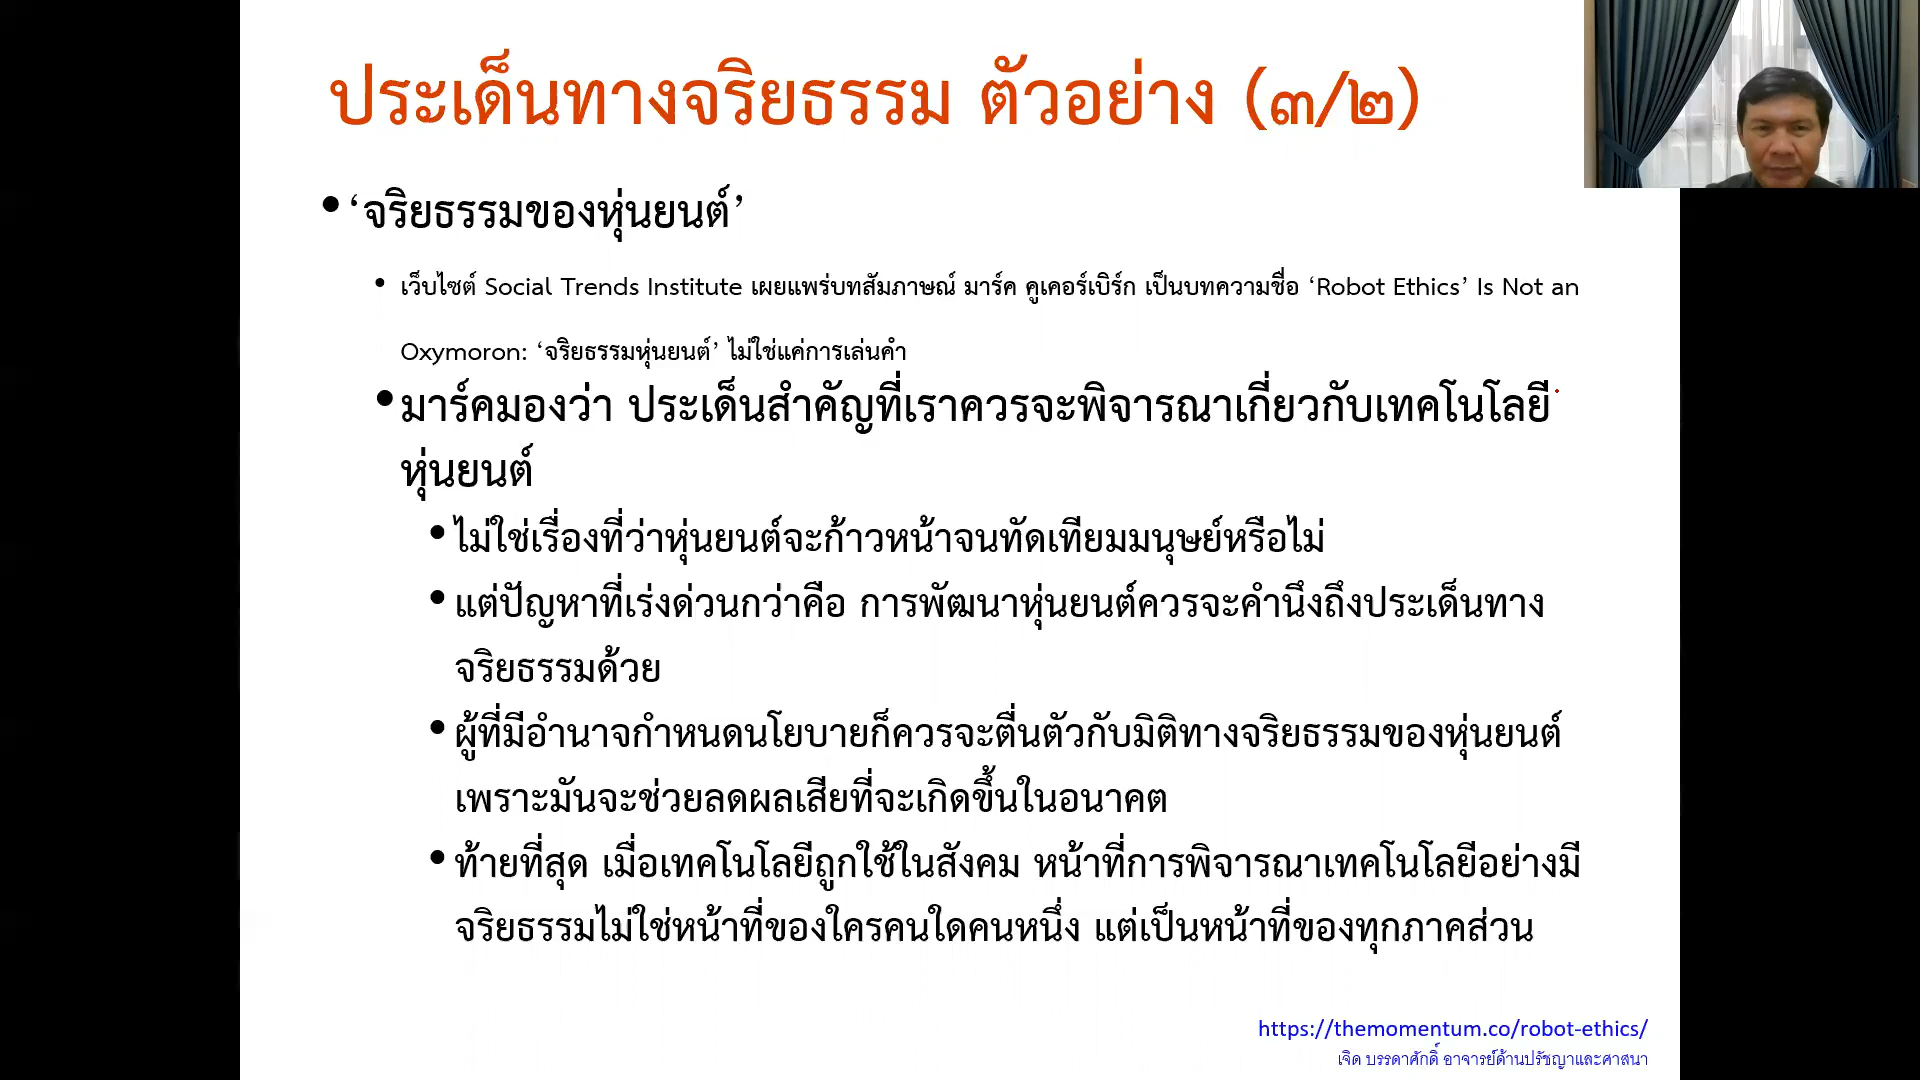 ประเด็นทางจริยธรรม ตัวอย่าง (๓/๒)
•‘จริยธรรมของหุ่นยนต์’
• เว็บไซต์ Social Trends Institute เผยแพร่บทสัมภาษณ์ มาร์ค คูเคอร์เบิร์ก เป็นบทความชื่อ ‘Robot Ethics’ Is Not an
Oxymoron: ‘จริยธรรมหุ่นยนต์’ ไม่ใช่แค่การเล่นคำ
•มาร์คมองว่า ประเด็นสำคัญที่เราควรจะพิจารณาเกี่ยวกับเทคโนโลยี
หุ่นยนต์
•ไม่ใช่เรื่องที่ว่าหุ่นยนต์จะก้าวหน้าจนทัดเทียมมนุษย์หรือไม่
•แต่ปัญหาที่เร่งด่วนกว่าคือ การพัฒนาหุ่นยนต์ควรจะคำนึงถึงประเด็นทาง
จริยธรรมด้วย
•ผู้ที่มีอำนาจกำหนดนโยบายก็ควรจะตื่นตัวกับมิติทางจริยธรรมของหุ่นยนต์
เพราะมันจะช่วยลดผลเสียที่จะเกิดขึ้นในอนาคต
•ท้ายที่สุด เมื่อเทคโนโลยีถูกใช้ในสังคม หน้าที่การพิจารณาเทคโนโลยีอย่างมี
จริยธรรมไม่ใช่หน้าที่ของใครคนใดคนหนึ่ง แต่เป็นหน้าที่ของทุกภาคส่วน
https://themomentum.co/robot-ethics/
เจิด บรรดาศักดิ์ อาจารย์ด้านปรัชญาและศาสนา